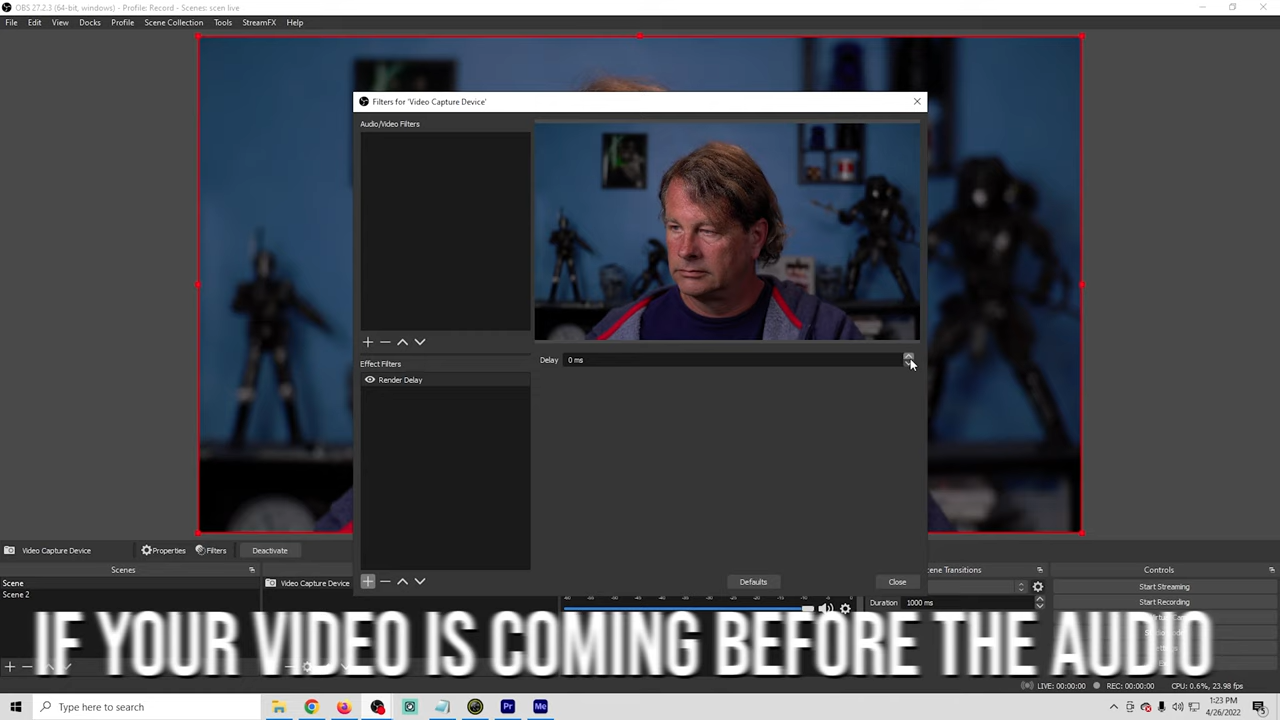 OBS 27.2.3 (64-bit, windows) - Profile: Record - Scenes: scen live
File Edit View Docks Profile Scene Collection Tools StreamFX Help
Filters for 'Video Capture Device'
Audio/Video Filters
Delay 0 ms
Effect Filters
Render Delay
Defaults Close
Video Capture Device Properties Filters Deactivate
Scenes
Scene
Scene 2
Video Capture Device
cene Transitions
Duration 1000 ms
Controls
Start Streaming
Start Recording
IF YOUR VIDEO IS COMING BEFORE THE AUDIO
LIVE: 00:00:00 REC: 00:00:00 CPU: 0.6%, 23.98 fps
Type here to search
Pr
Me
1:23 PM
4/26/2022